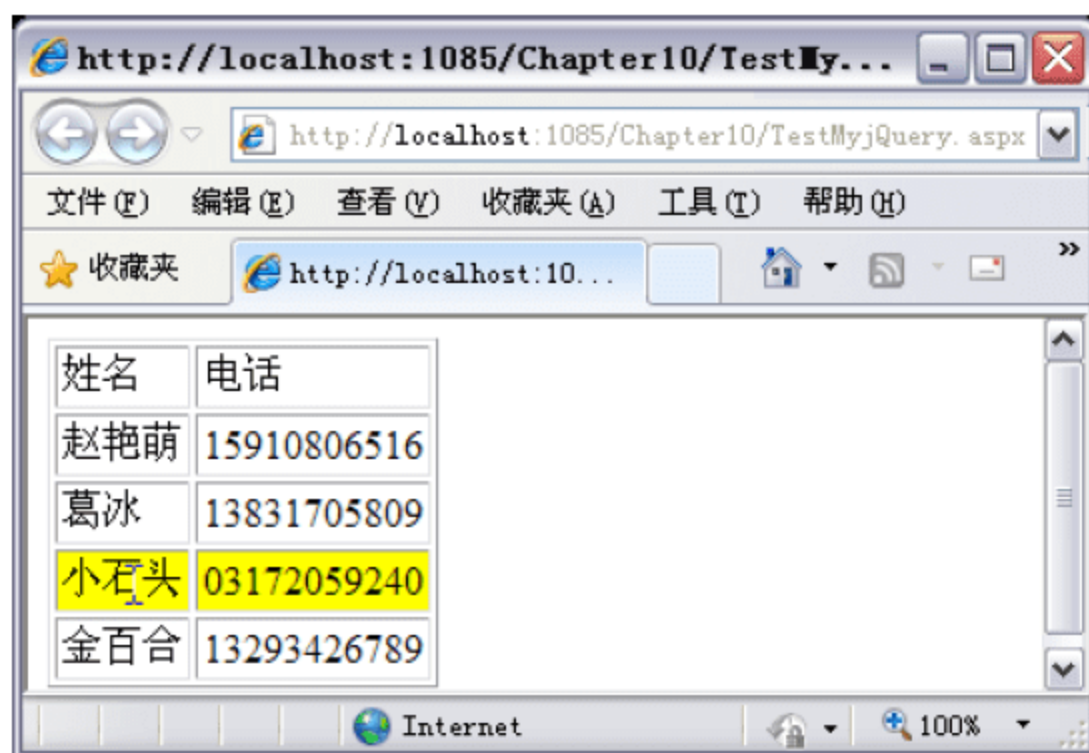 http://localhost:1085/Chapter10/TestMy...
http://localhost:1085/Chapter10/TestMyjQuery.aspx
文件(F) 编辑(E) 查看(V) 收藏夹(A) 工具(T) 帮助(H)
收藏夹 http://localhost:10... »
姓名 电话
赵艳萌 15910806516
葛冰 13831705809
小石头 03172059240
金百合 13293426789
Internet 100%